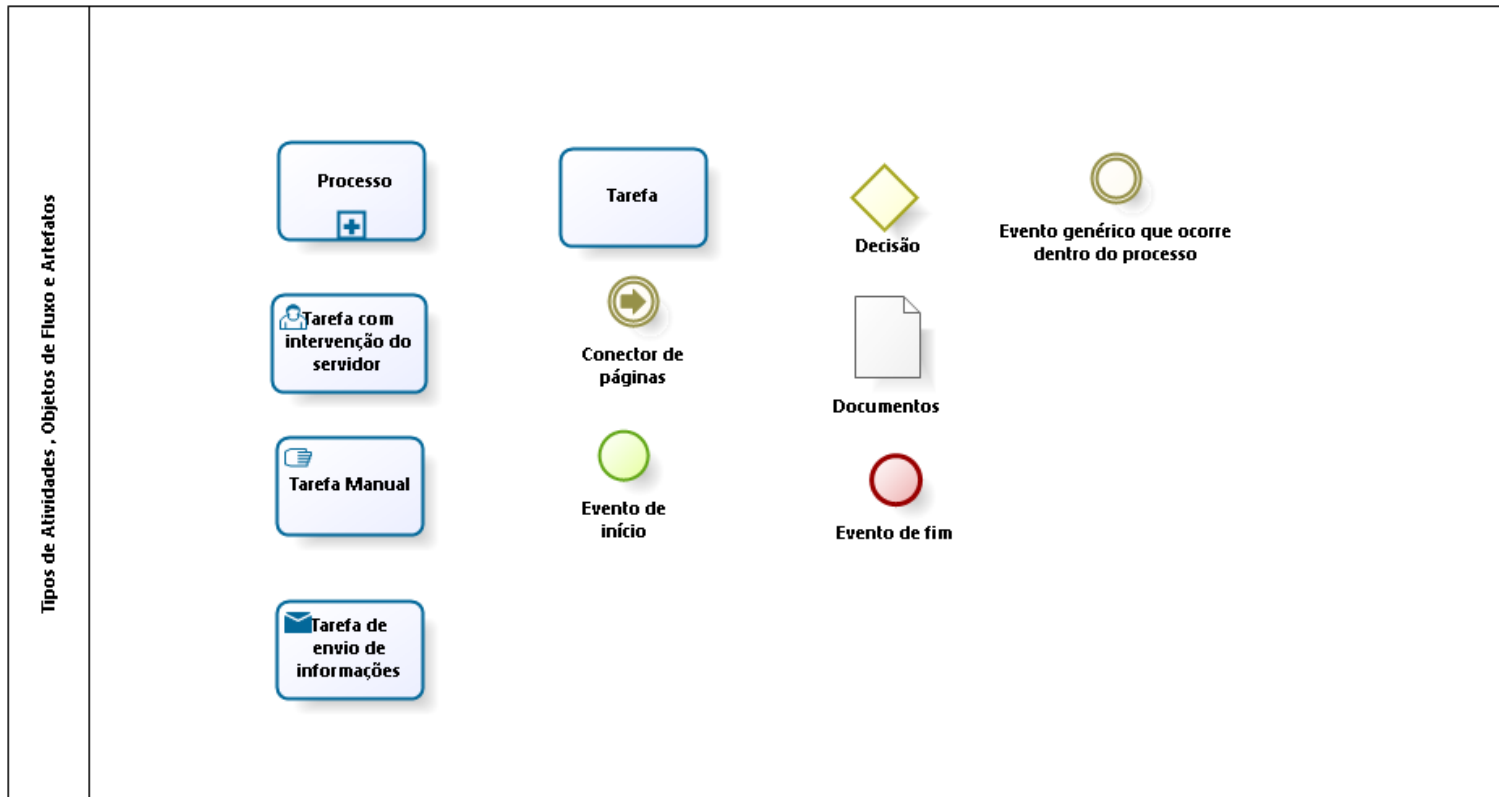 Tipos de Atividades , Objetos de Fluxo e Artefatos
Processo
Tarefa
Decisão
Evento genérico que ocorre
dentro do processo
Tarefa com
intervenção do
servidor
Conector de
páginas
Documentos
Tarefa Manual
Evento de
início
Evento de fim
Tarefa de
envio de
informações